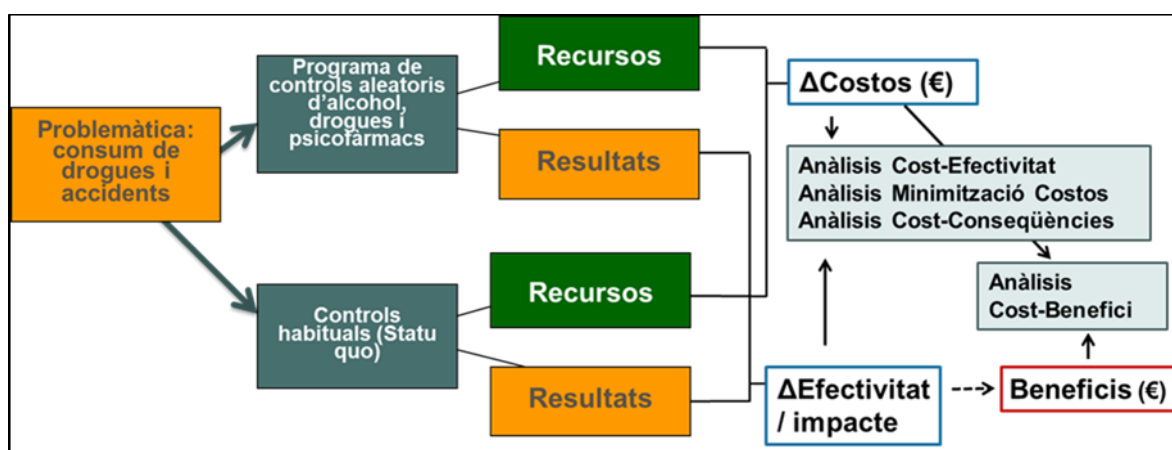 Problemàtica:
consum de
drogues i
accidents
Programa de
controls aleatoris
d'alcohol,
drogues i
psicofàrmacs
Recursos
Resultats
Controls
habituals (Statu
quo)
Recursos
Resultats
ΔCostos (€)
Anàlisis Cost-Efectivitat
Anàlisis Minimització Costos
Anàlisis Cost-Conseqüències
Anàlisis
Cost-Benefici
ΔEfectivitat
/ impacte
Beneficis (€)